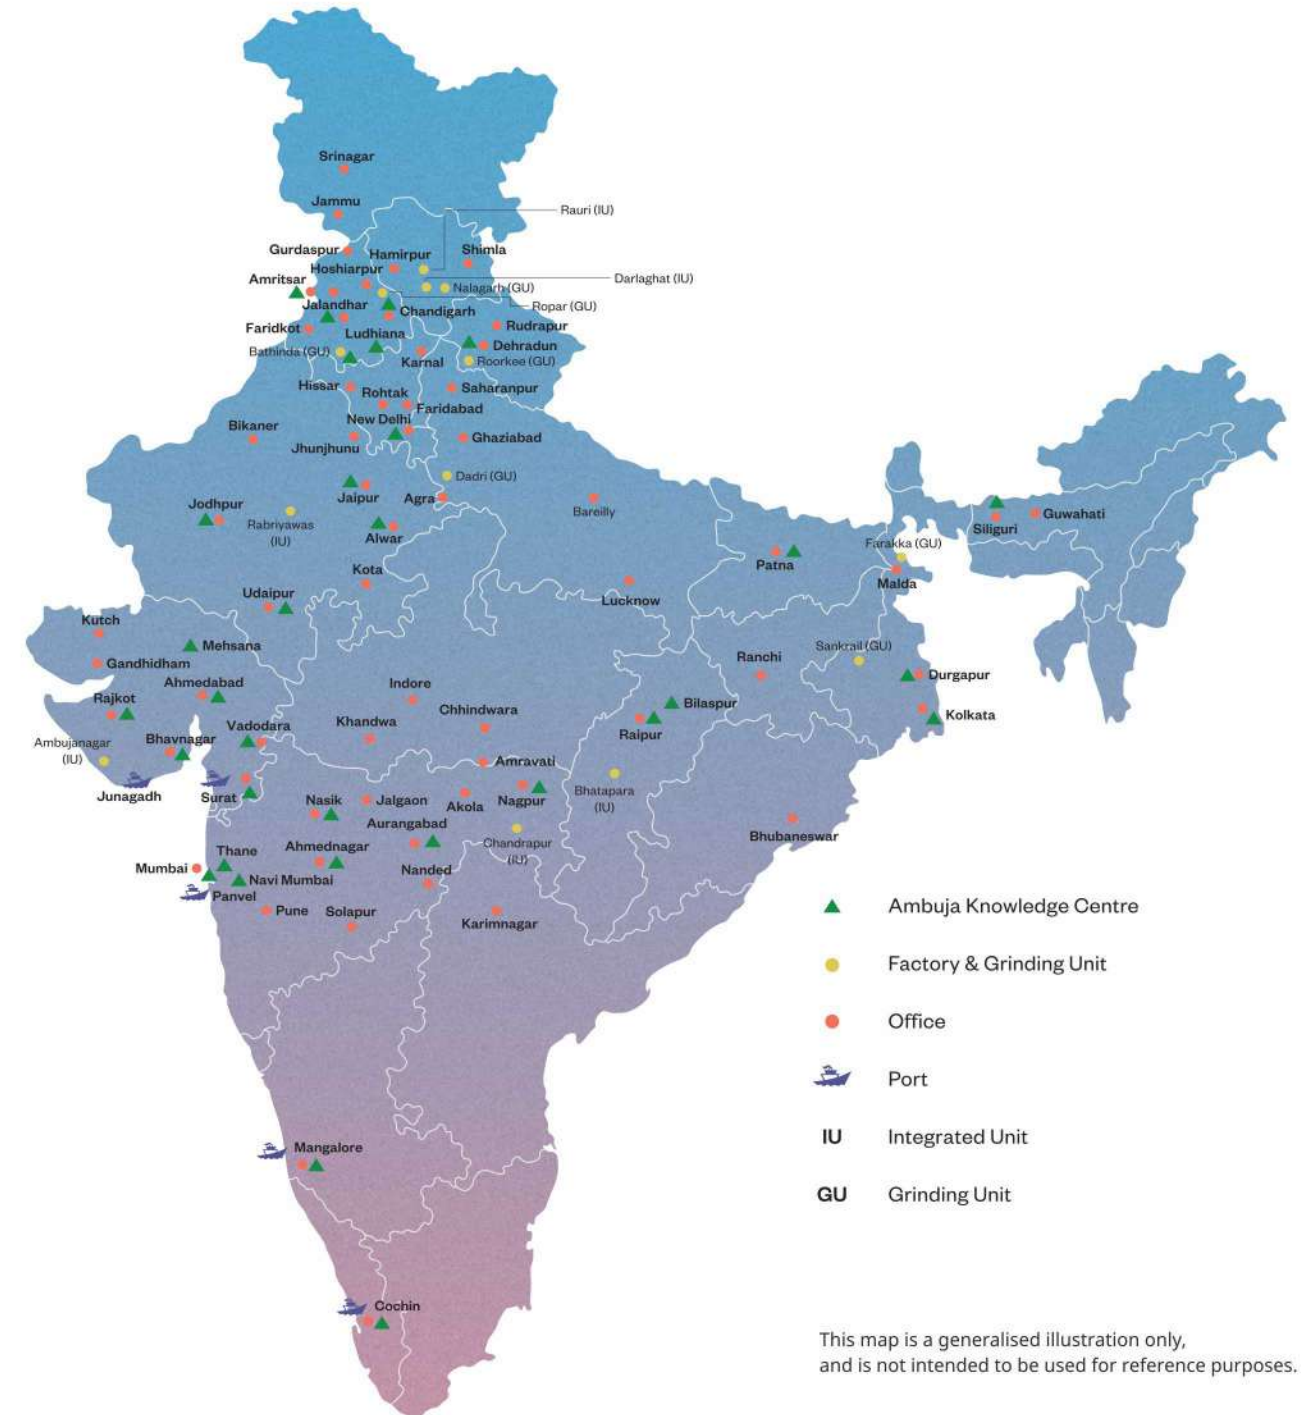 Srinagar
Jammu
Rauri (IU)
Gurdaspur
Hamirpur
Shimla
Hoshiarpur
Amritsar
Darlaghat (IU)
Nalagarh (GU)
Jalandhar
Ropar (GU)
Chandigarh
Faridkot
Rudrapur
Ludhiana
Dehradun
Bathinda (GU)
Karnal
Roorkee (GU)
Hissar
Rohtak
Saharanpur
Faridabad
New Delhi
Bikaner
Ghaziabad
Jhunjhunu
Dadri (GU)
Jaipur
Agra
Jodhpur
Bareilly
Rabriyawas
(IU)
Alwar
Guwahati
Siliguri
Farakka (GU)
Patna
Kota
Malda
Udaipur
Lucknow
Kutch
Mehsana
Sankrail (GU)
Gandhidham
Ranchi
Durgapur
Ahmedabad
Indore
Rajkot
Bilaspur
Chhindwara
Kolkata
Khandwa
Vadodara
Raipur
Ambujanagar
(IU)
Bhavnagar
Amravati
Junagadh
Surat
Nasik
Jalgaon
Akola
Nagpur
Bhatapara
(IU)
Aurangabad
Bhubaneswar
Chandrapur
(IU)
Thane
Ahmednagar
Mumbai
Navi Mumbai
Nanded
Panvel
Pune
Solapur
Karimnagar
Mangalore
Cochin
Ambuja Knowledge Centre
Factory & Grinding Unit
Office
Port
IU Integrated Unit
GU Grinding Unit
This map is a generalised illustration only,
and is not intended to be used for reference purposes.